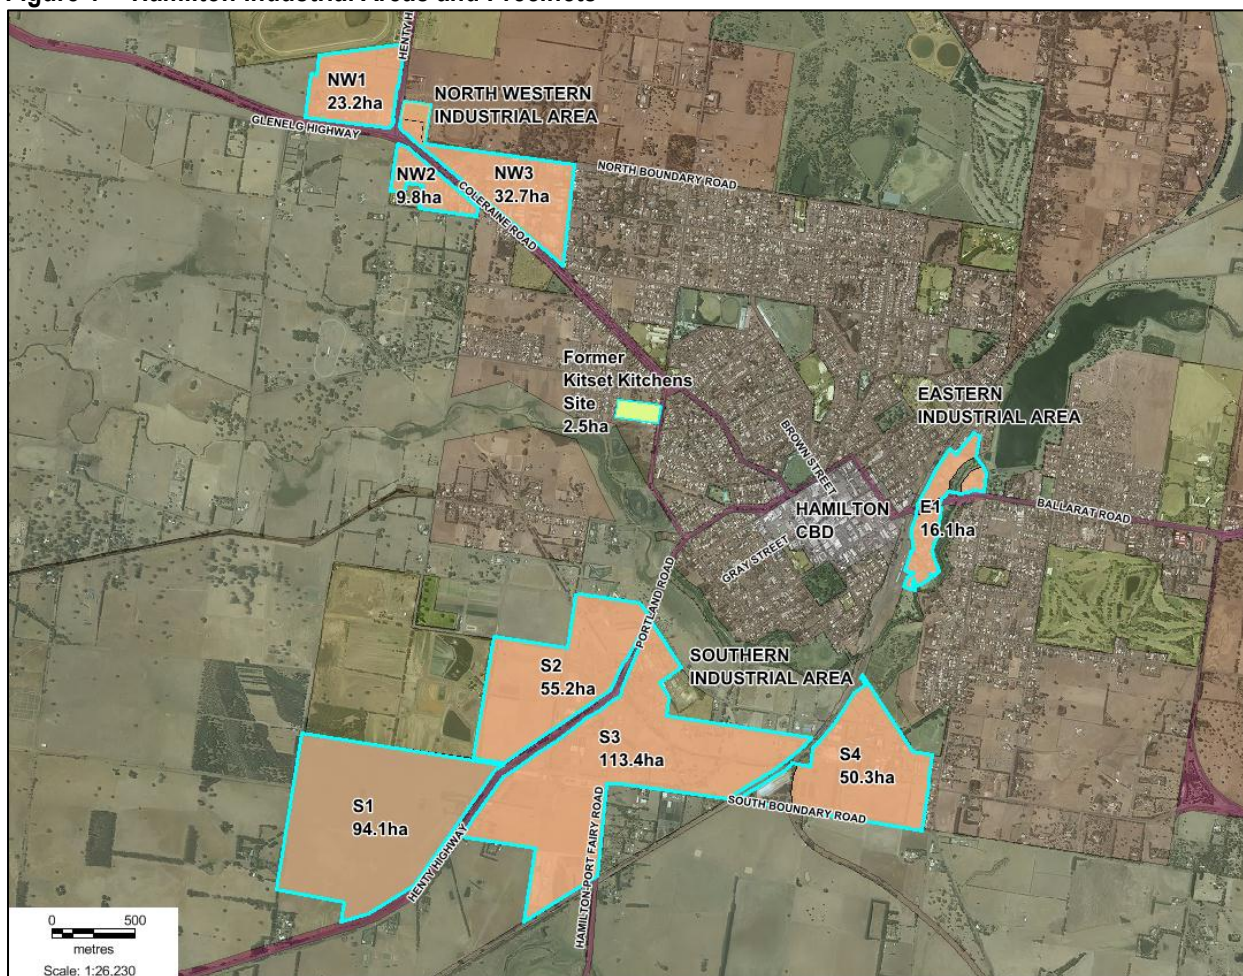 Hamilton Industrial Areas and Precincts
HENTY H
NW1
23.2ha
NORTH WESTERN
INDUSTRIAL AREA
GLENELG HIGHWAY
NW2
9.8ha
NW3
32.7ha
NORTH BOUNDARY ROAD
COLERAINE ROAD
Former
Kitset Kitchens
Site
2.5ha
EASTERN
INDUSTRIAL AREA
BROWN STREET
HAMILTON
CBD
E1
16.1ha
BALLARAT ROAD
GRAY STREET
PORTLAND ROAD
SOUTHERN
INDUSTRIAL AREA
S2
55.2ha
S3
113.4ha
S4
50.3ha
S1
94.1ha
SOUTH BOUNDARY ROAD
HENTY HIGHWAY
HAMILTON-PORT FAIRY ROAD
0 500
metres
Scale: 1:26,230